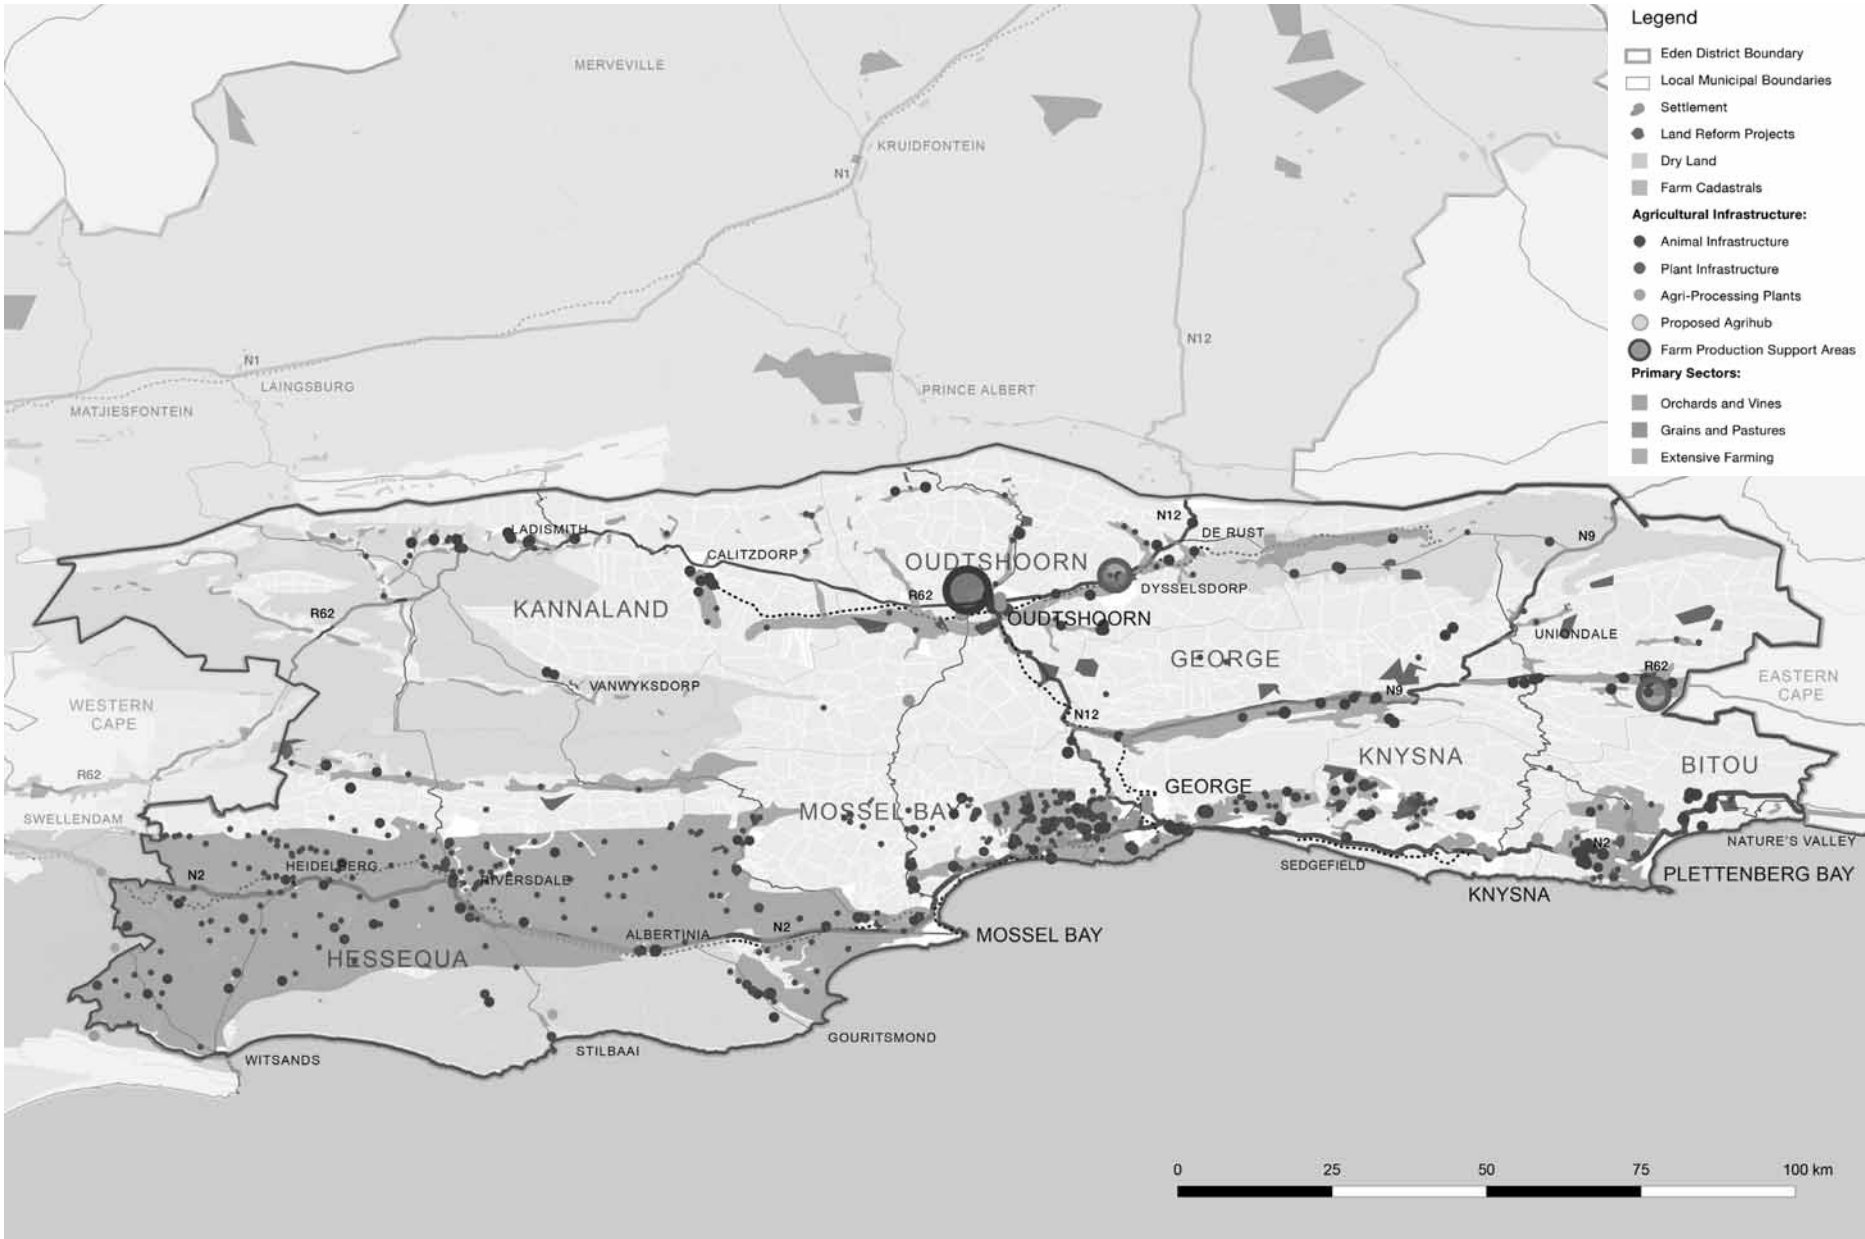 Legend
Eden District Boundary
Local Municipal Boundaries
Settlement
Land Reform Projects
Dry Land
Farm Cadastrals
Agricultural Infrastructure:
Animal Infrastructure
Plant Infrastructure
Agri-Processing Plants
Proposed Agrihub
Farm Production Support Areas
Primary Sectors:
Orchards and Vines
Grains and Pastures
Extensive Farming
MERVEVILLE
KRUIDFONTEIN
N1
N12
N1
LAINGSBURG
PRINCE ALBERT
MATJIESFONTEIN
N12
LADISMITH
DE RUST
N9
CALITZDORP
OUDTSHOORN
DYSSELSDORP
R62
KANNALAND
R62
OUDTSHOORN
UNIONDALE
GEORGE
R62
EASTERN
CAPE
VANWYKSDORP
N9
WESTERN
CAPE
N12
KNYSNA
BITOU
R62
GEORGE
MOSSEL BAY
SWELLENDAM
NATURE'S VALLEY
N2
HEIDELBERG
SEDGEFIELD
N2
RIVERSDALE
PLETTENBERG BAY
KNYSNA
ALBERTINIA
N2
MOSSEL BAY
HESSEQUA
GOURITSMOND
STILBAAI
WITSANDS
0 25 50 75 100 km